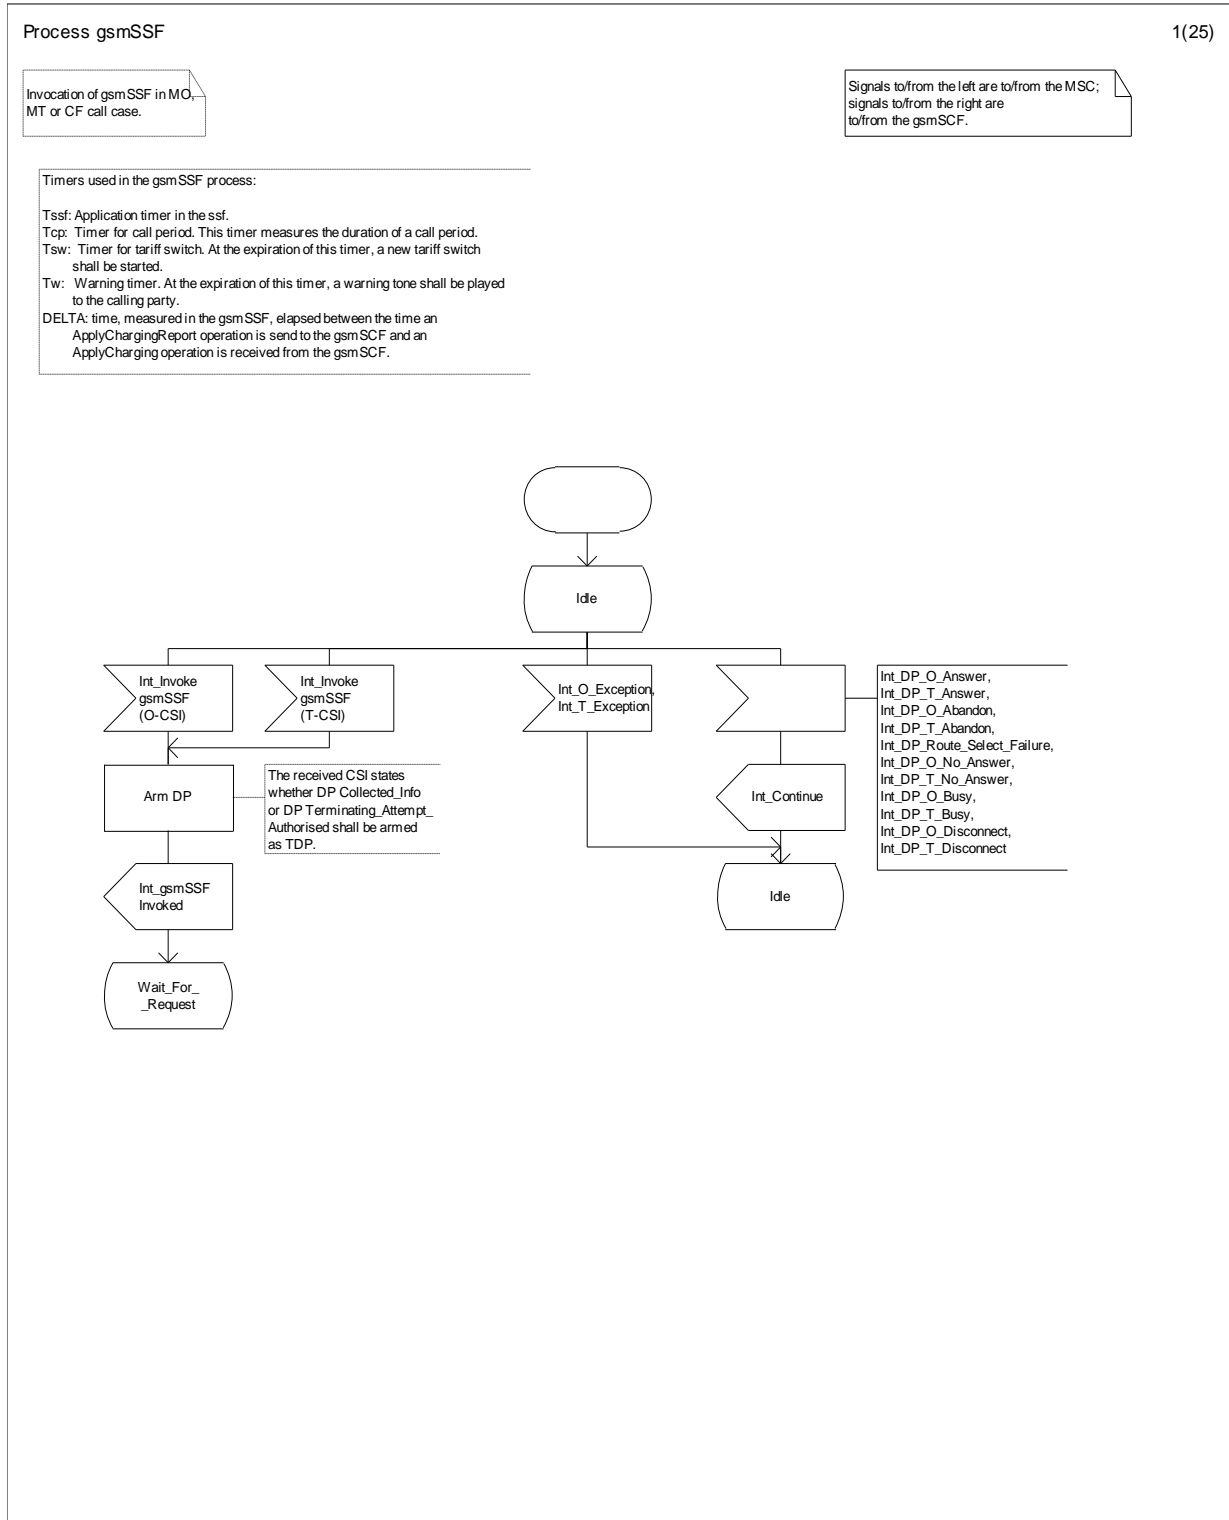 Process gsmSSF
1(25)
Invocation of gsmSSF in MO,
MT or CF call case.
Signals to/from the left are to/from the MSC;
signals to/from the right are
to/from the gsmSCF.
Timers used in the gsmSSF process:
Tssf: Application timer in the ssf.
Tcp: Timer for call period. This timer measures the duration of a call period.
Tsw: Timer for tariff switch. At the expiration of this timer, a new tariff switch
shall be started.
Tw: Warning timer. At the expiration of this timer, a warning tone shall be played
to the calling party.
DELTA: time, measured in the gsmSSF, elapsed between the time an
ApplyChargingReport operation is send to the gsmSCF and an
ApplyCharging operation is received from the gsmSCF.
Idle
Int_Invoke
gsmSSF
(O-CSI)
Int_Invoke
gsmSSF
(T-CSI)
Int_O_Exception,
Int_T_Exception
Int_DP_O_Answer,
Int_DP_T_Answer,
Int_DP_O_Abandon,
Int_DP_T_Abandon,
Int_DP_Route_Select_Failure,
Int_DP_O_No_Answer,
Int_DP_T_No_Answer,
Int_DP_O_Busy,
Int_DP_T_Busy,
Int_DP_O_Disconnect,
Int_DP_T_Disconnect
Arm DP
The received CSI states
whether DP Collected_Info
or DP Terminating_Attempt_
Authorised shall be armed
as TDP.
Int_Continue
Int_gsmSSF
Invoked
Idle
Wait_For_
_Request